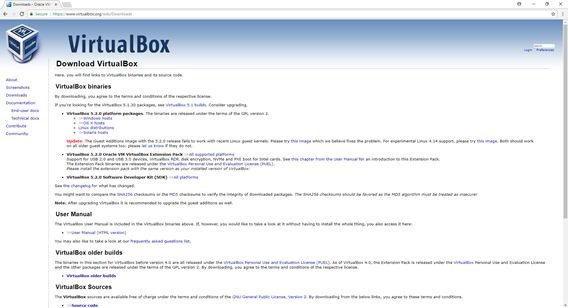 Downloads – Oracle VM
Secure | https://www.virtualbox.org/wiki/Downloads
VirtualBox
Login Preferences
Download VirtualBox
Here, you will find links to VirtualBox binaries and its source code.
About
Screenshots
Downloads
Documentation
End-user docs
Technical docs
Contribute
Community
VirtualBox binaries
By downloading, you agree to the terms and conditions of the respective license.
If you're looking for the VirtualBox 5.1.30 packages, see VirtualBox 5.1 builds. Consider upgrading.
VirtualBox 5.2.0 platform packages. The binaries are released under the terms of the GPL version 2.
Windows hosts
OS X hosts
Linux distributions
Solaris hosts
Update: The Guest Additions image with the 5.2.0 release fails to work with recent Linux guest kernels. Please try this image which we believe fixes the problem. For experimental Linux 4.14 support, please try this image. Both should work
on all older guest systems too: please let us know if they do not.
VirtualBox 5.2.0 Oracle VM VirtualBox Extension Pack All supported platforms
Support for USB 2.0 and USB 3.0 devices, VirtualBox RDP, disk encryption, NVMe and PXE boot for Intel cards. See this chapter from the User Manual for an introduction to this Extension Pack.
The Extension Pack binaries are released under the VirtualBox Personal Use and Evaluation License (PUEL).
Please install the extension pack with the same version as your installed version of VirtualBox:
VirtualBox 5.2.0 Software Developer Kit (SDK) All platforms
See the changelog for what has changed.
You might want to compare the SHA256 checksums or the MD5 checksums to verify the integrity of downloaded packages. The SHA256 checksums should be favored as the MD5 algorithm must be treated as insecure!
Note: After upgrading VirtualBox it is recommended to upgrade the guest additions as well.
User Manual
The VirtualBox User Manual is included in the VirtualBox binaries above. If, however, you would like to take a look at it without having to install the whole thing, you also access it here:
User Manual (HTML version)
You may also like to take a look at our frequently asked questions list.
VirtualBox older builds
The binaries in this section for VirtualBox before version 4.0 are all released under the VirtualBox Personal Use and Evaluation License (PUEL). As of VirtualBox 4.0, the Extension Pack is released under the VirtualBox Personal Use and Evaluation License
and the other packages are released under the terms of the GPL version 2. By downloading, you agree to the terms and conditions of the respective license.
VirtualBox older builds
VirtualBox Sources
The VirtualBox sources are available free of charge under the terms and conditions of the GNU General Public License, Version 2. By downloading from the below links, you agree to these terms and conditions.
Source code